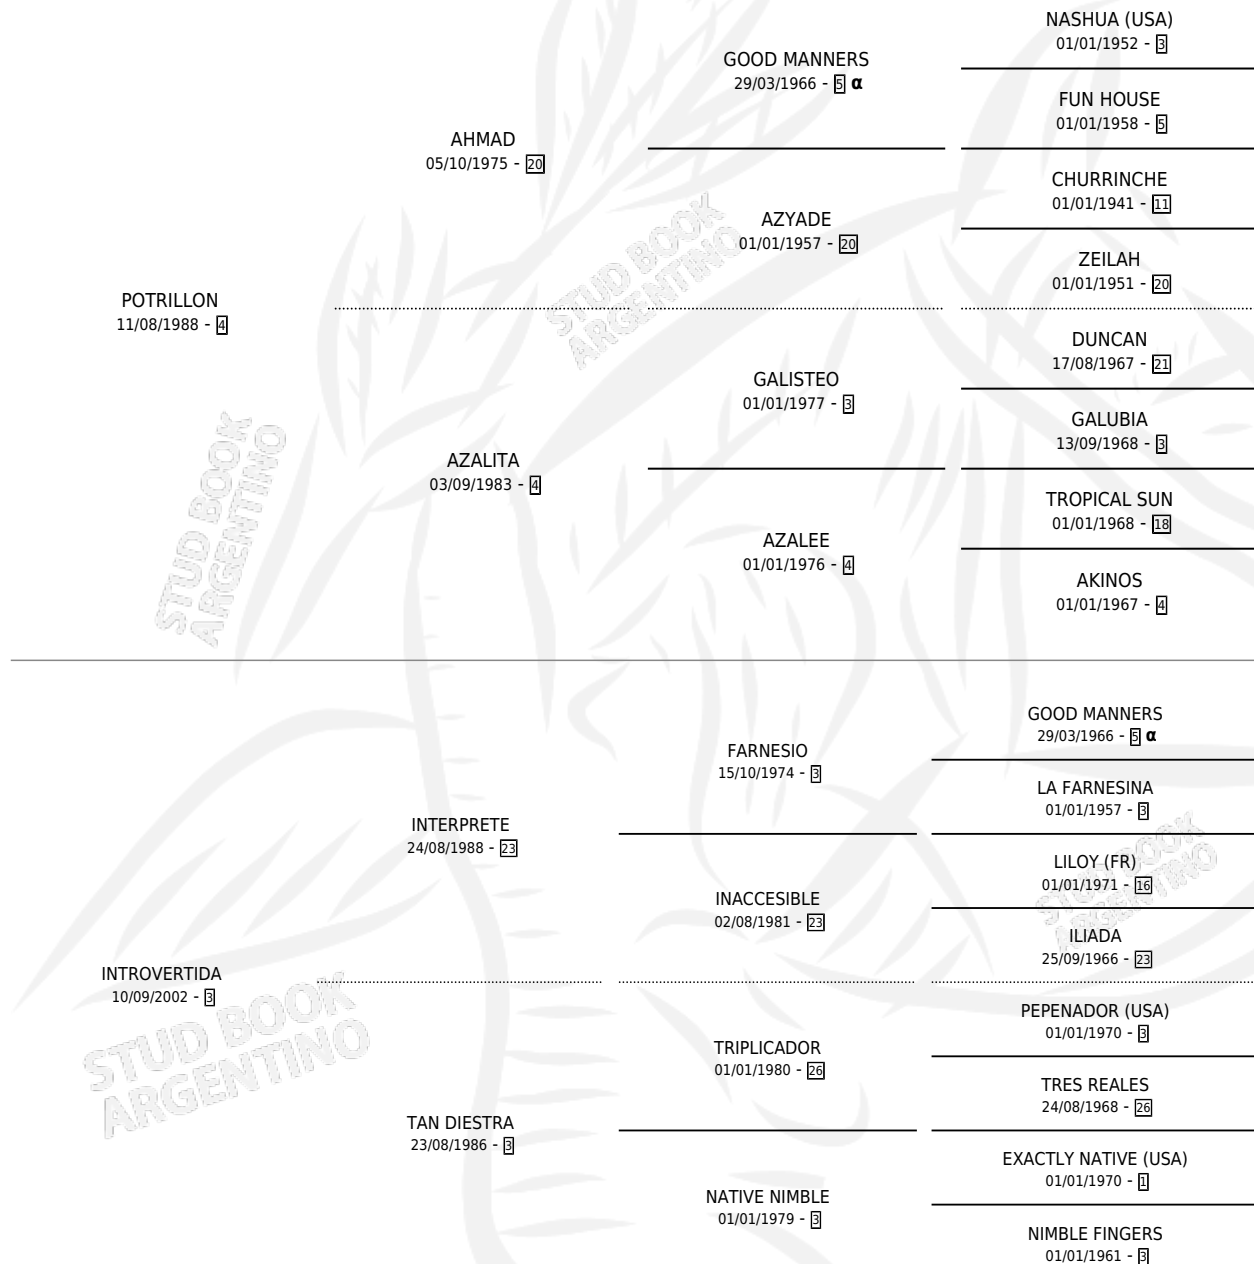 NASHUA (USA)
01/01/1952 - 3
GOOD MANNERS
29/03/1966 - 5 α
FUN HOUSE
01/01/1958 - 5
AHMAD
05/10/1975 - 20
CHURRINCHE
01/01/1941 - 11
AZYADE
01/01/1957 - 20
ZEILAH
01/01/1951 - 20
POTRILLON
11/08/1988 - 4
DUNCAN
17/08/1967 - 21
GALISTEO
01/01/1977 - 3
GALUBIA
13/09/1968 - 3
AZALITA
03/09/1983 - 4
TROPICAL SUN
01/01/1968 - 18
AZALEE
01/01/1976 - 4
AKINOS
01/01/1967 - 4
GOOD MANNERS
29/03/1966 - 5 α
FARNESIO
15/10/1974 - 3
LA FARNESINA
01/01/1957 - 3
INTERPRETE
24/08/1988 - 23
LILOY (FR)
01/01/1971 - 16
INACCESIBLE
02/08/1981 - 23
ILIADA
25/09/1966 - 23
INTROVERTIDA
10/09/2002 - 3
PEPENADOR (USA)
01/01/1970 - 3
TRIPLICADOR
01/01/1980 - 26
TRES REALES
24/08/1968 - 26
TAN DIESTRA
23/08/1986 - 3
EXACTLY NATIVE (USA)
01/01/1970 - 1
NATIVE NIMBLE
01/01/1979 - 3
NIMBLE FINGERS
01/01/1961 - 3
STUD BOOK
ARGENTINO
STUD BOOK
ARGENTINO
STUD BOOK
ARGENTINO
STUD BOOK
ARGENTINO